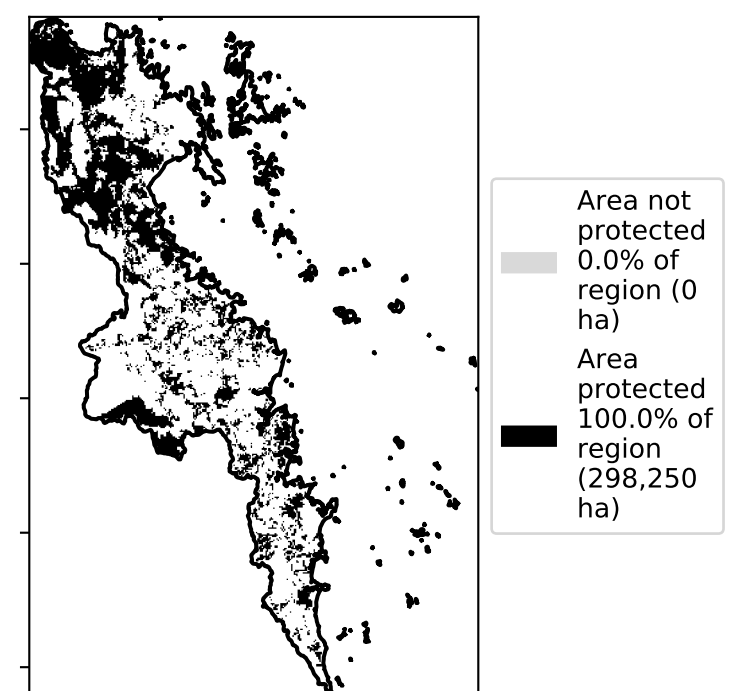 Area not
protected
0.0% of
region (0
ha)
Area
protected
100.0% of
region
(298,250
ha)